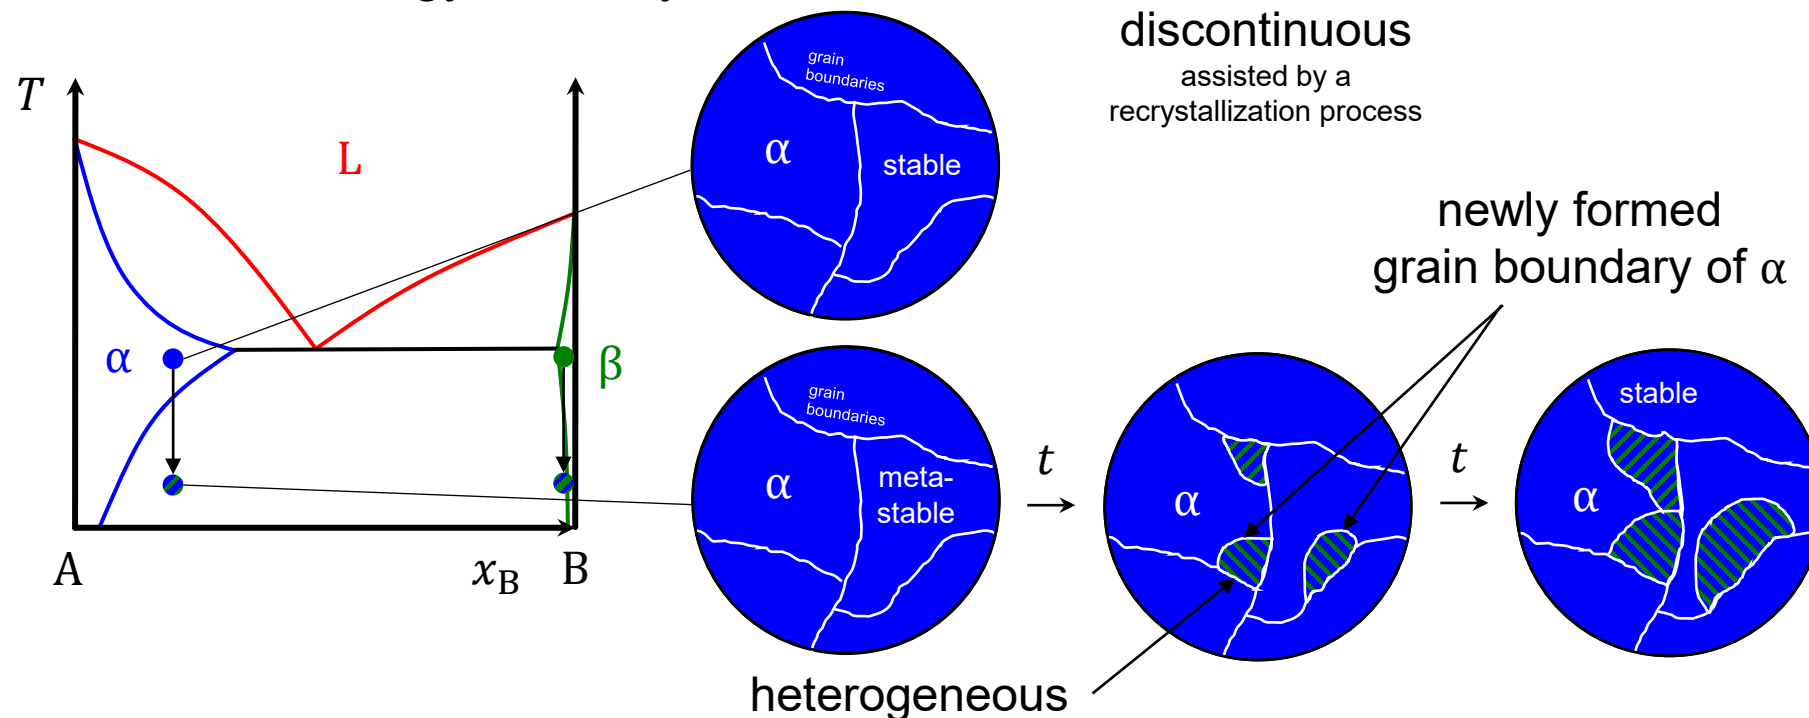 T
L
α
β
A
x_B
B
grain
boundaries
α
stable
discontinuous
assisted by a
recrystallization process
newly formed
grain boundary of α
grain
boundaries
α
meta-
stable
t
α
t
stable
α
heterogeneous